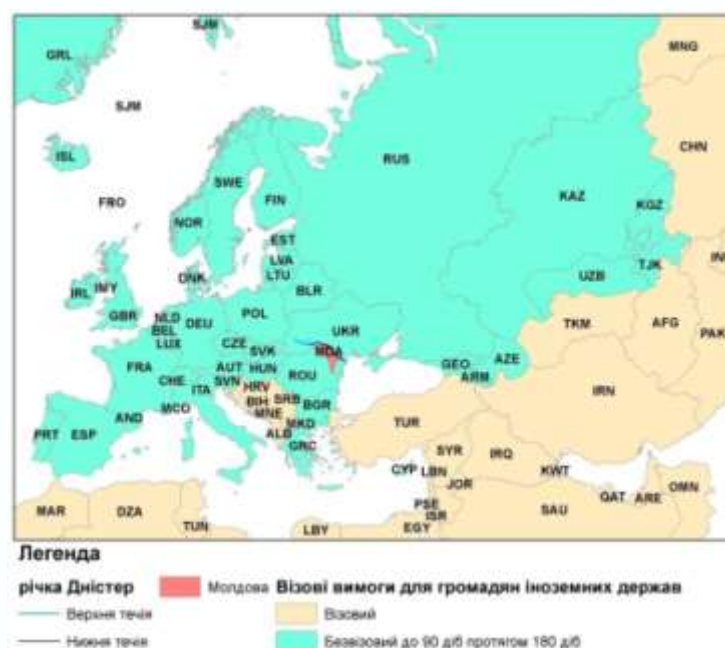 SJM
GRL
MNG
SJM
CHN
ISL
RUS
SWE
KAZ
FRO
FIN
KGZ
NOR
EST
LVA
TJK
DNK
LTU
UZB
IRL IMY
BLR
GBR
NLD
DEU
POL
TKM
AFG
BEL
PAK
LUX
CZE
UKR
SVK
MDA
FRA
AUT HUN
GEO
AZE
CHE
SVN
ROU
ARM
IRN
ITA
HRV
BIH
SRB
MCO
MNE
BGR
AND
MKD
TUR
PRT
ESP
ALB
GRC
SYR
IRQ
CYP
LBN
KWT
JOR
OMN
MAR
DZA
PSE
QAT ARE
ISR
SAU
TUN
LBY
EGY
Легенда
річка Дністер
Молдова
Візові вимоги для громадян іноземних держав
Верхня течія
Візовий
Нижня течія
Безвізовий до 90 діб протягом 180 діб